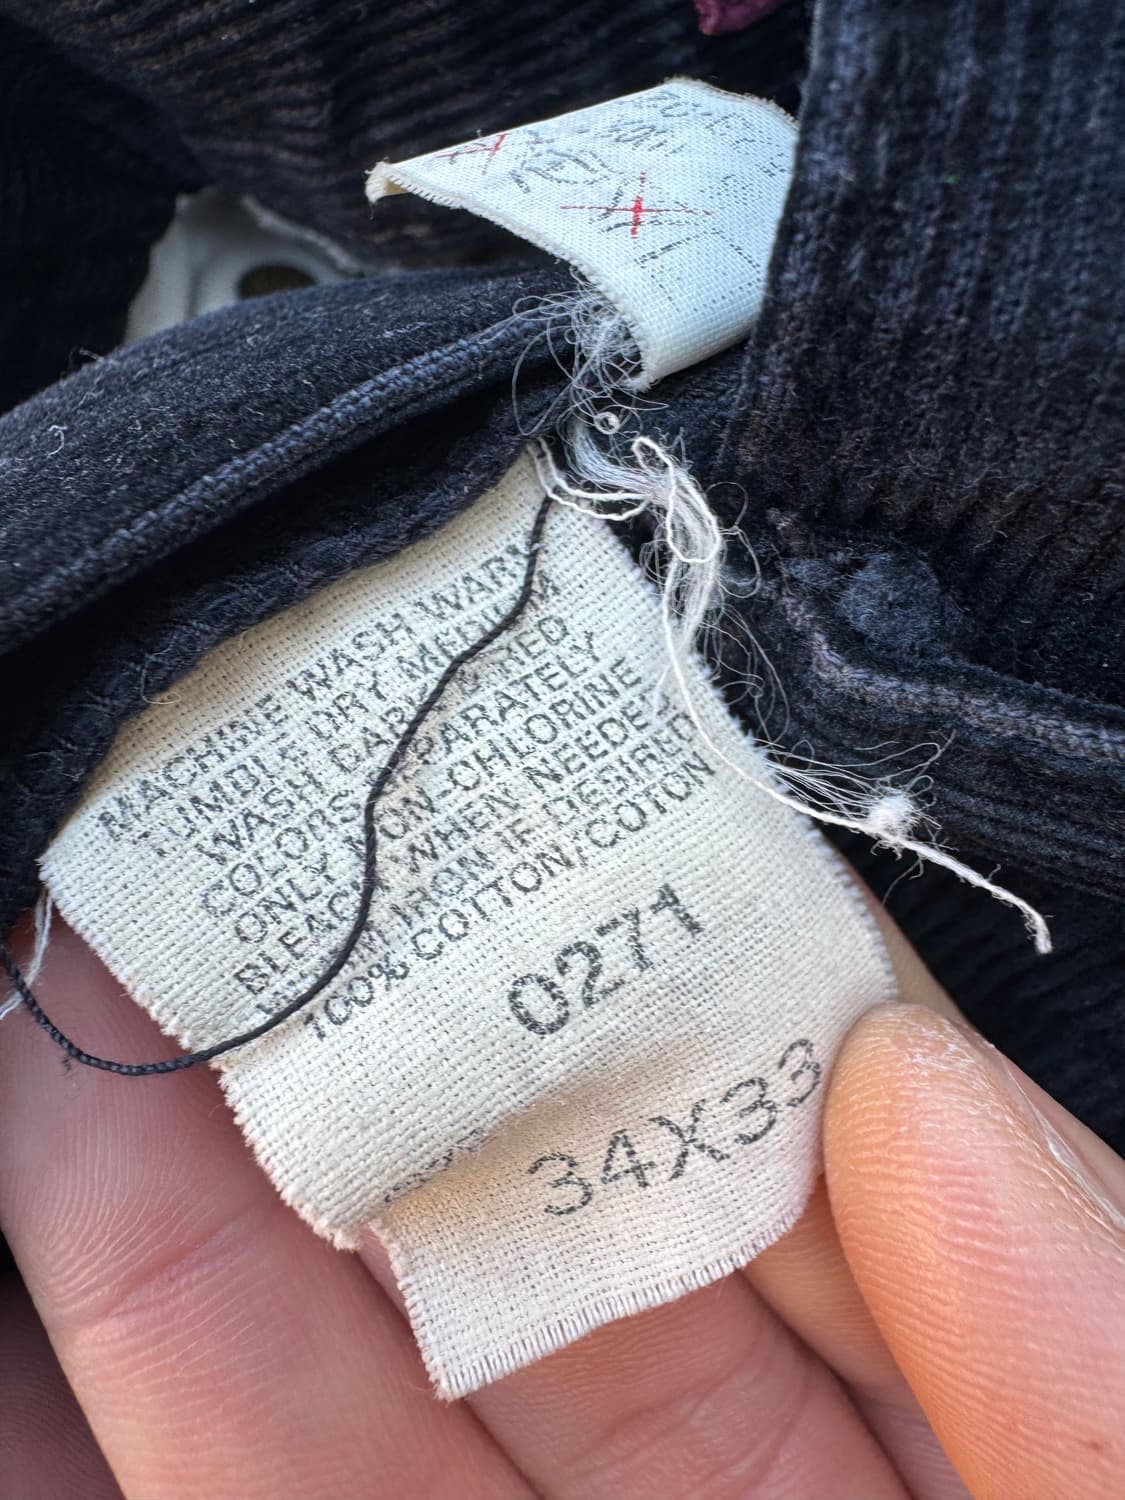 MACHINE WASH WARM
TUMBLE DRY MEDIUM
WASH DARK & RED
COLORS SEPARATELY
ONLY NON-CHLORINE
BLEACH WHEN NEEDED
WARM IRON IF DESIRED
100% COTTON/COTON
0271
34X33